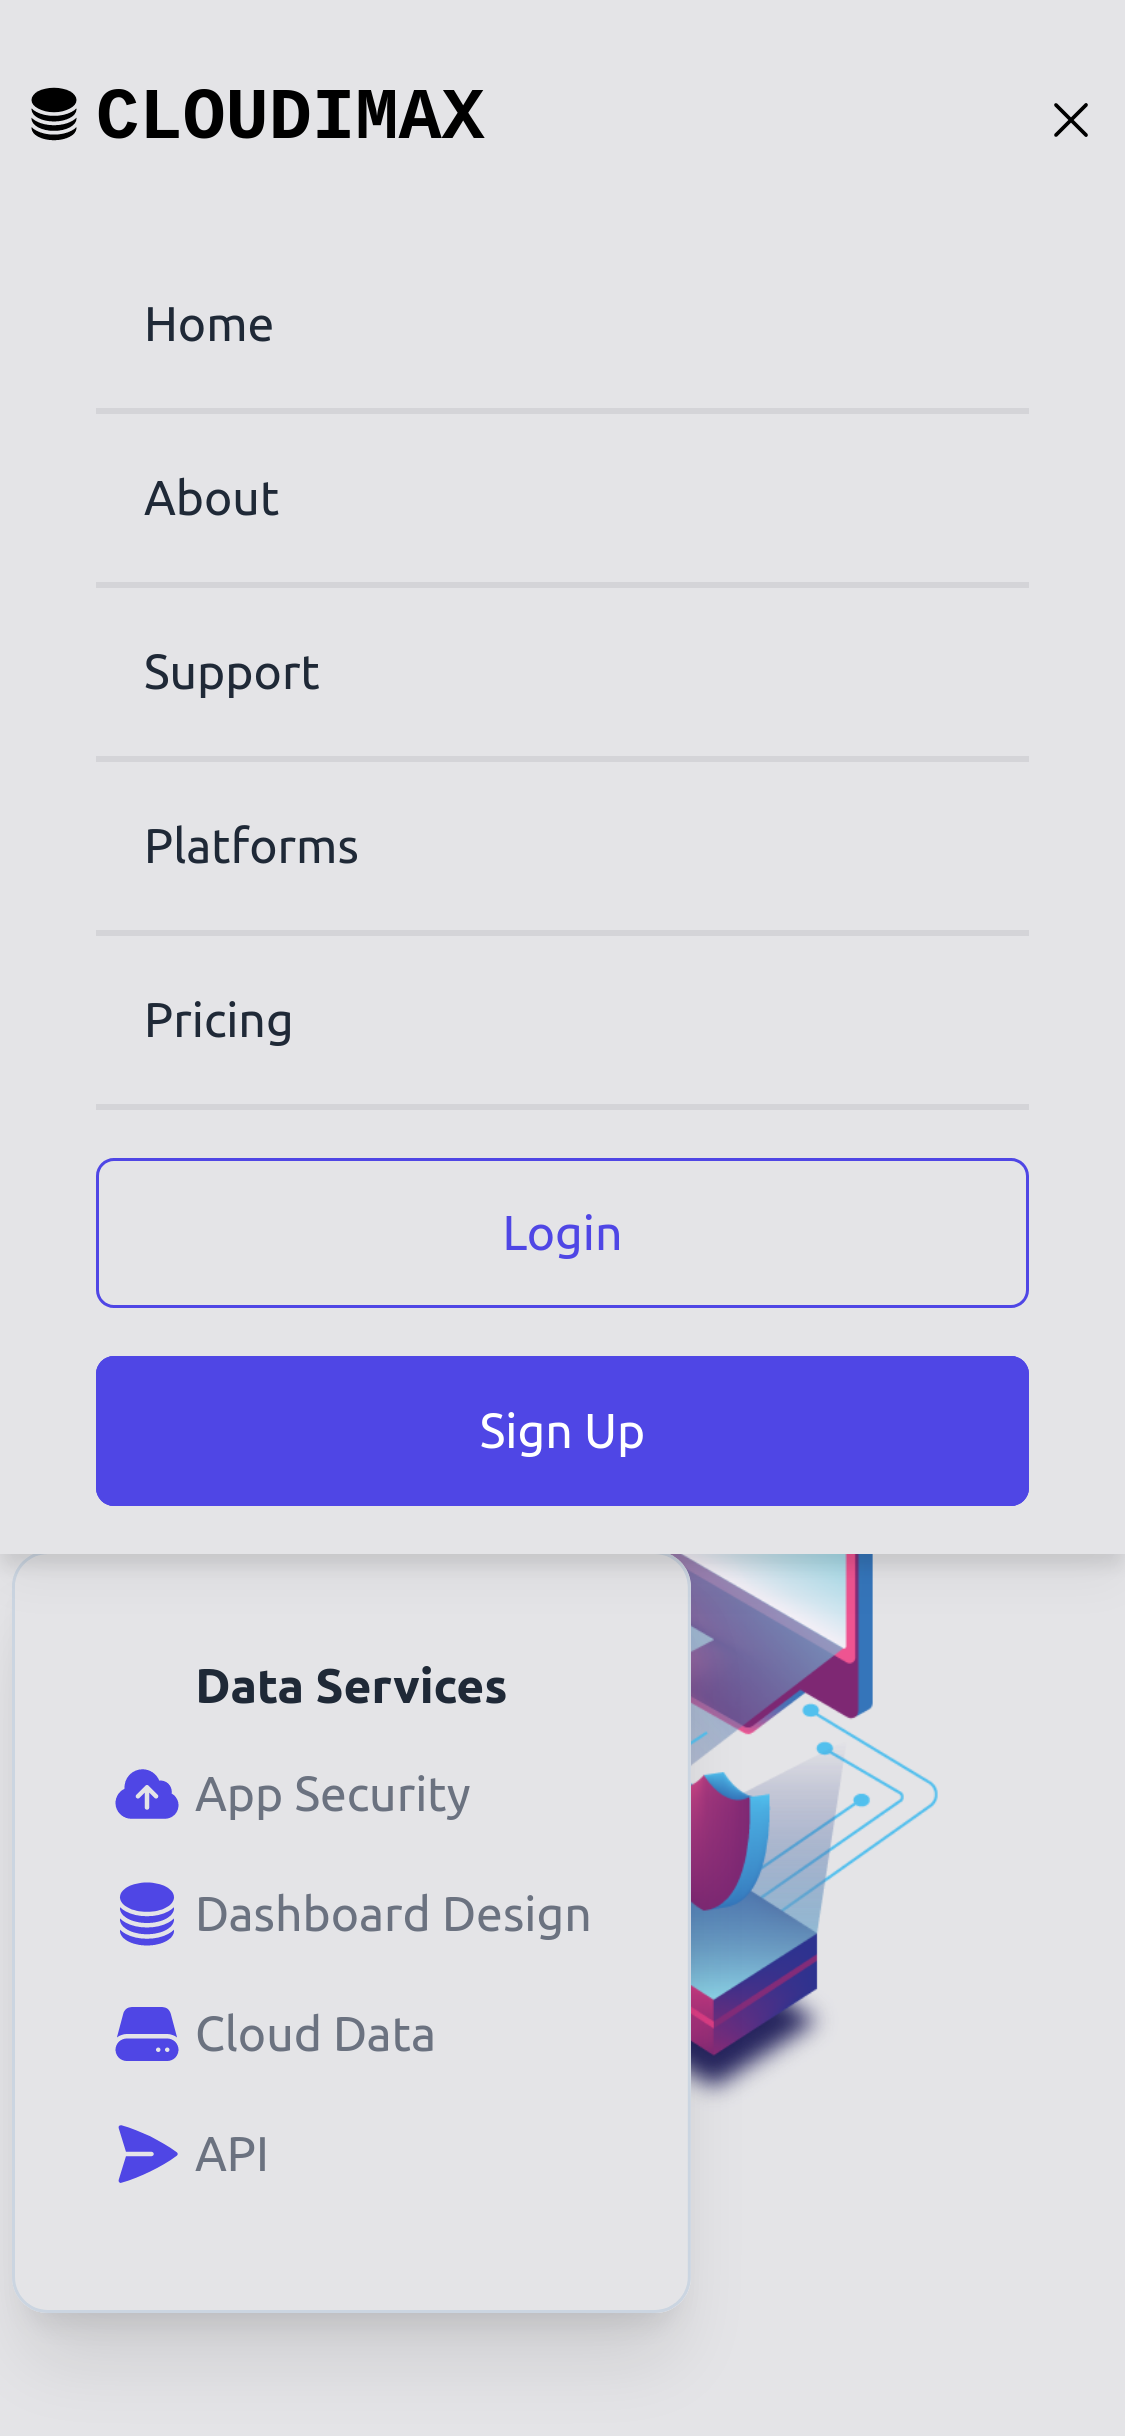 CLOUDIMAX
Home
About
Support
Platforms
Pricing
Login
Sign Up
Data Services
App Security
Dashboard Design
Cloud Data
API